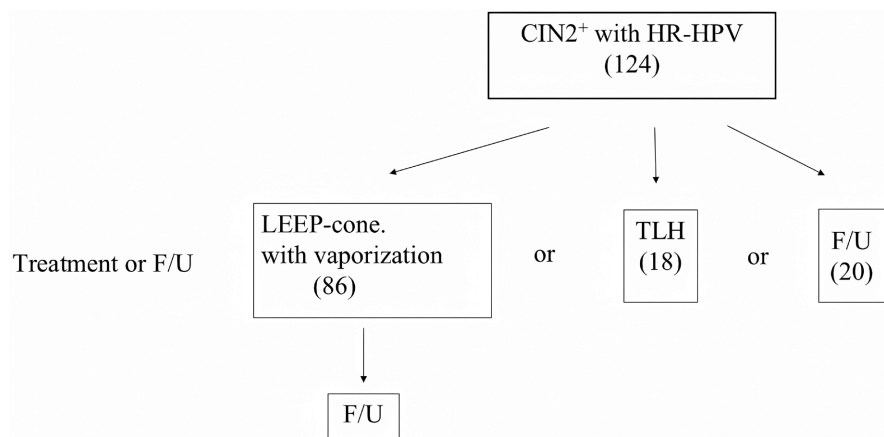 CIN2⁺ with HR-HPV
(124)
LEEP-cone.
with vaporization
(86)
Treatment or F/U
or
TLH
(18)
or
F/U
(20)
F/U